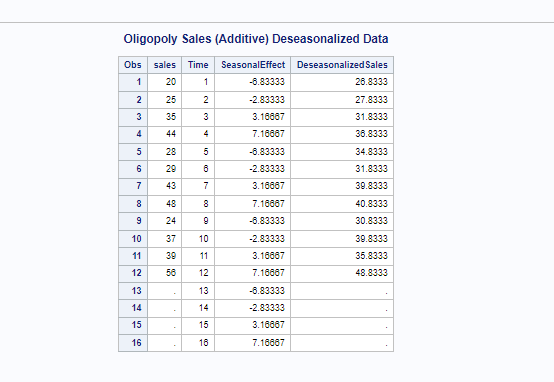 Oligopoly Sales (Additive) Deseasonalized Data
Obs sales Time SeasonalEffect DeseasonalizedSales
1 20 1 -6.83333 26.8333
2 25 2 -2.83333 27.8333
3 35 3 3.16667 31.8333
4 44 4 7.16667 36.8333
5 28 5 -6.83333 34.8333
6 29 6 -2.83333 31.8333
7 43 7 3.16667 39.8333
8 48 8 7.16667 40.8333
9 24 9 -6.83333 30.8333
10 37 10 -2.83333 39.8333
11 39 11 3.16667 35.8333
12 56 12 7.16667 48.8333
13 . 13 -6.83333 .
14 . 14 -2.83333 .
15 . 15 3.16667 .
16 . 16 7.16667 .